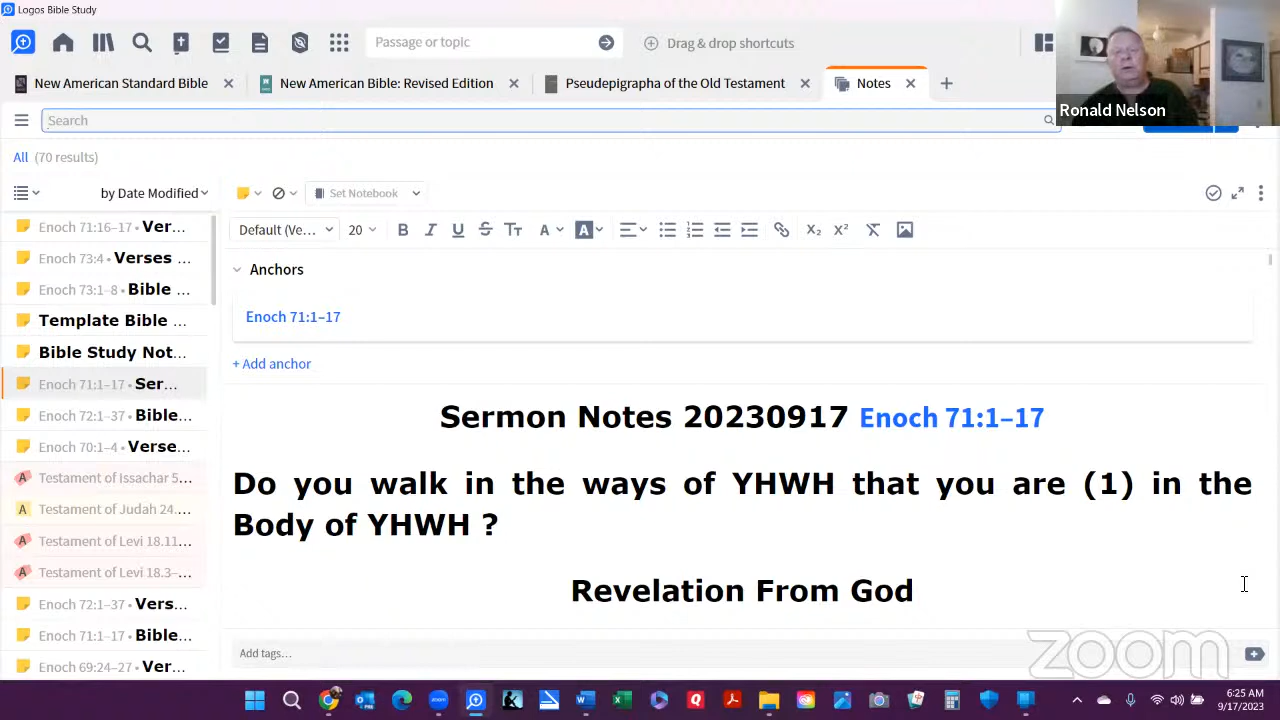 Logos Bible Study
Passage or topic
Drag & drop shortcuts
New American Standard Bible
New American Bible: Revised Edition
Pseudepigrapha of the Old Testament
Notes
Ronald Nelson
Search
All (70 results)
by Date Modified
Set Notebook
Default (Ve...
20
B I U S Tt A A X₂ X²
Enoch 71:16–17 • Ver...
Enoch 73:4 • Verses ...
Enoch 73:1–8 • Bible ...
Template Bible ...
Bible Study Not...
Enoch 71:1–17 • Ser...
Enoch 72:1–37 • Bible...
Enoch 70:1–4 • Verse...
Testament of Issachar 5...
Testament of Judah 24....
Testament of Levi 18.11...
Testament of Levi 18.3–...
Enoch 72:1–37 • Vers...
Enoch 71:1–17 • Bible...
Enoch 69:24–27 • Ver...
Anchors
Enoch 71:1–17
+ Add anchor
Sermon Notes 20230917 Enoch 71:1–17
Do you walk in the ways of YHWH that you are (1) in the
Body of YHWH ?
Revelation From God
Add tags...
zoom
6:25 AM
9/17/2023